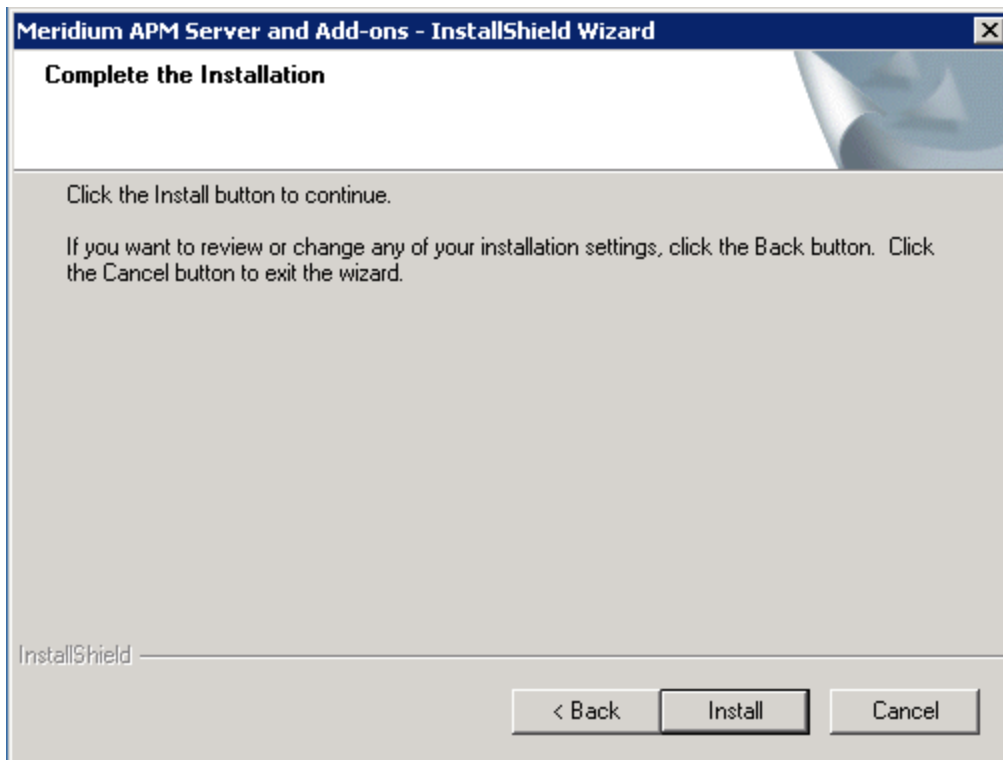 Meridium APM Server and Add-ons - InstallShield Wizard
Complete the Installation
Click the Install button to continue.
If you want to review or change any of your installation settings, click the Back button.  Click
the Cancel button to exit the wizard.
InstallShield
< Back
Install
Cancel